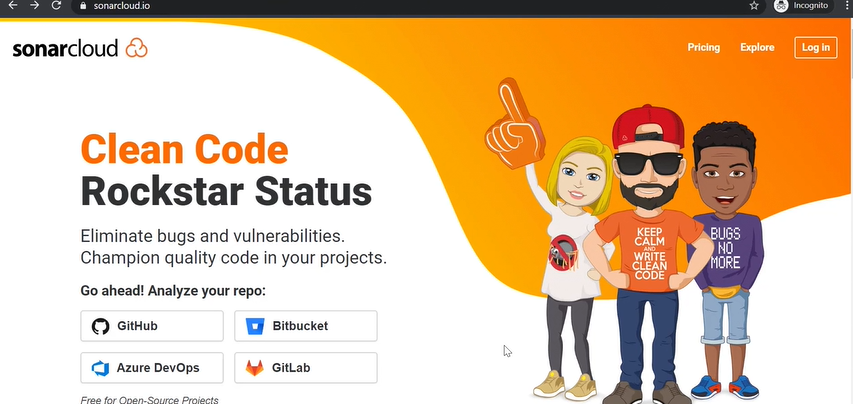 sonarcloud.io
Incognito
sonarcloud
Pricing
Explore
Log in
Clean Code
Rockstar Status
Eliminate bugs and vulnerabilities.
Champion quality code in your projects.
Go ahead! Analyze your repo:
GitHub
Bitbucket
Azure DevOps
GitLab
Free for Open-Source Projects
KEEP
CALM
AND
WRITE
CLEAN
CODE
BUGS
NO
MORE